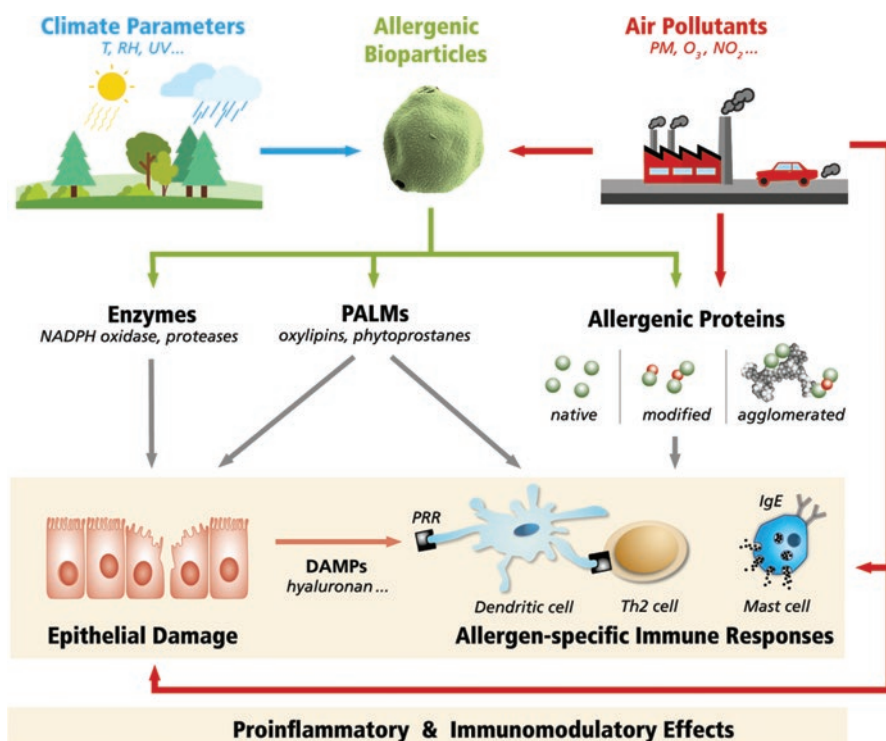 Climate Parameters
T, RH, UV...
Allergenic
Bioparticles
Air Pollutants
PM, O₃, NO₂...
Enzymes
NADPH oxidase, proteases
PALMs
oxylipins, phytoprostanes
Allergenic Proteins
native
modified
agglomerated
PRR
IgE
DAMPs
hyaluronan ...
Dendritic cell
Th2 cell
Mast cell
Epithelial Damage
Allergen-specific Immune Responses
Proinflammatory & Immunomodulatory Effects